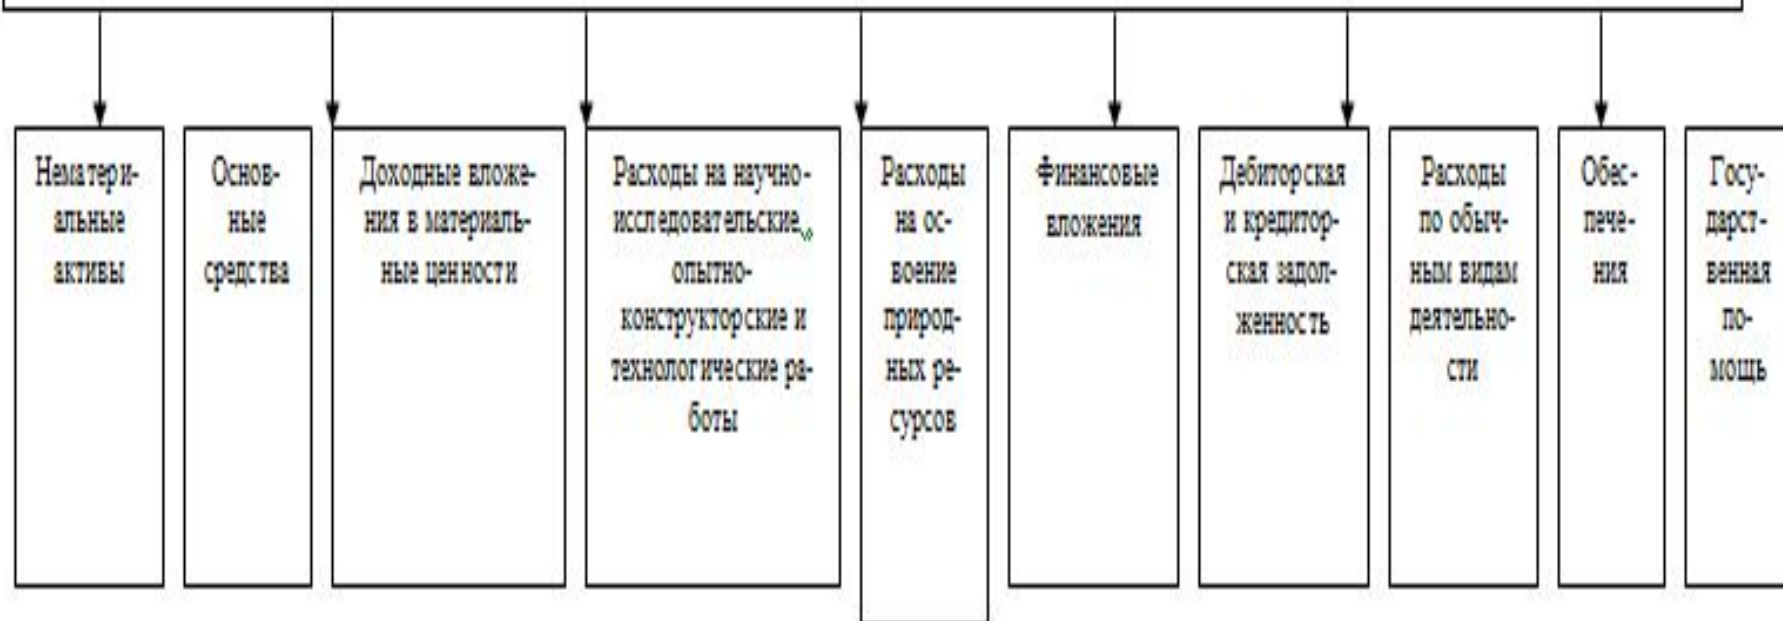 Нематери-
альные
активы
Основ-
ные
средства
Доходные вложе-
ния в материаль-
ные ценности
Расходы на научно-
исследовательские,
опытно-
конструкторские и
технологические ра-
боты
Расходы
на ос-
воение
природ-
ных ре-
сурсов
Финансовые
вложения
Дебиторская
и кредитор-
ская задол-
женность
Расходы
по обыч-
ным видам
деятельно-
сти
Обес-
пече-
ния
Госу-
дарст-
венная
по-
мощь